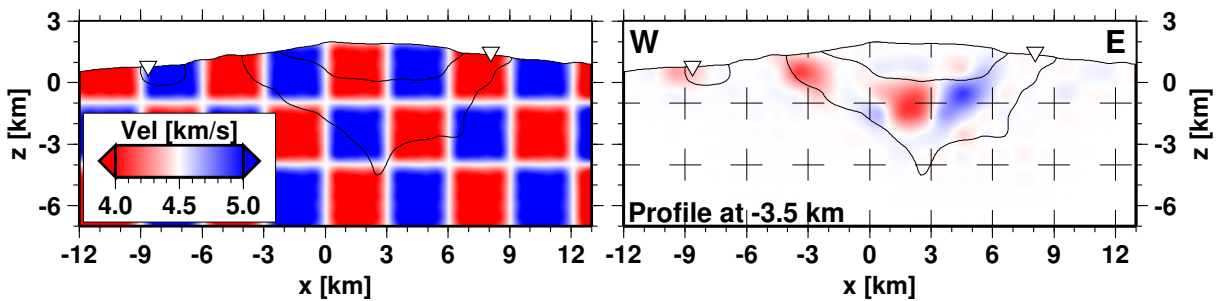 3
0
-3
-6
z [km]
Vel [km/s]
4.0 4.5 5.0
-12 -9 -6 -3 0 3 6 9 12
x [km]
W E
Profile at -3.5 km
3
0
-3
-6
z [km]
-12 -9 -6 -3 0 3 6 9 12
x [km]